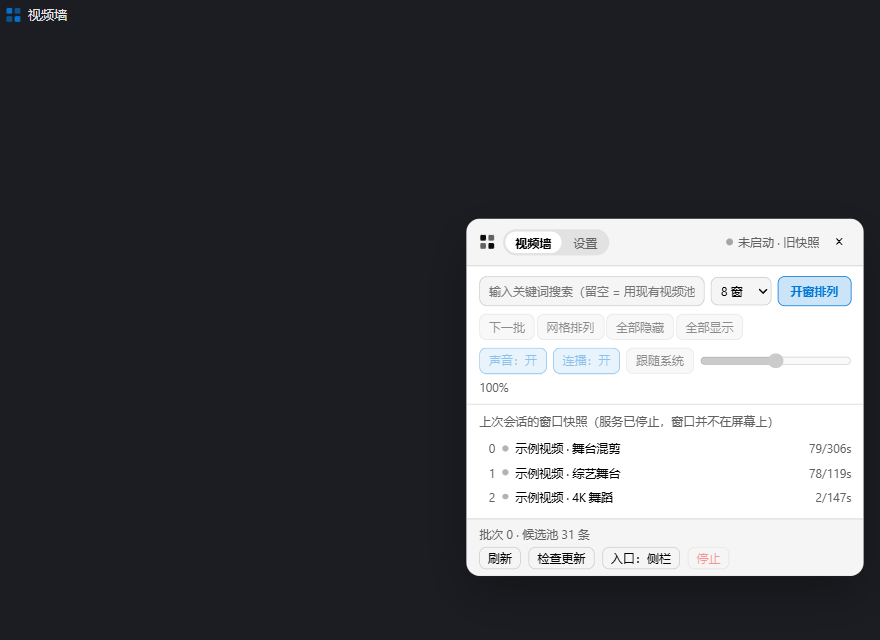 视频墙
视频墙 设置 未启动 · 旧快照 ×
输入关键词搜索（留空 = 用现有视频池 8 窗 开窗排列
下一批 网格排列 全部隐藏 全部显示
声音：开 连播：开 跟随系统
100%
上次会话的窗口快照（服务已停止，窗口并不在屏幕上）
0 示例视频 · 舞台混剪 79/306s
1 示例视频 · 综艺舞台 78/119s
2 示例视频 · 4K 舞蹈 2/147s
批次 0 · 候选池 31 条
刷新 检查更新 入口：侧栏 停止